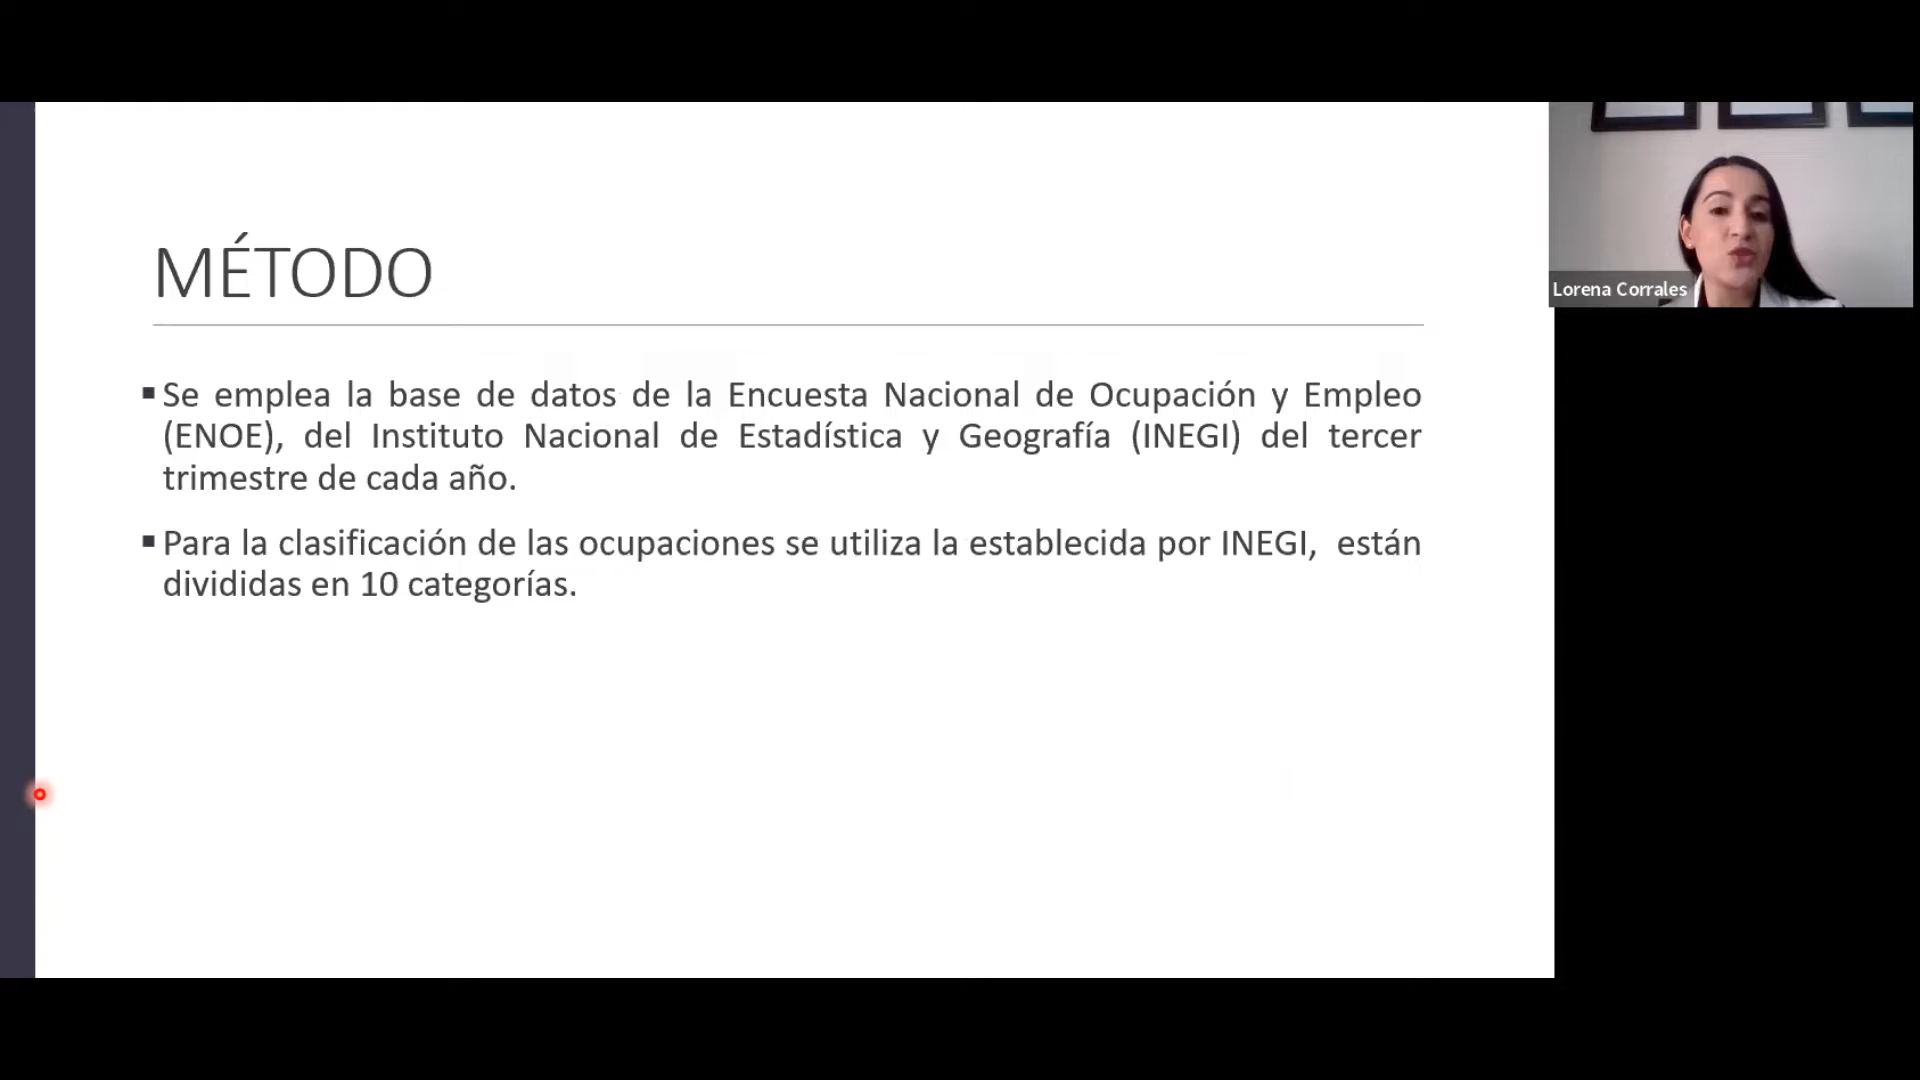 MÉTODO
▪Se emplea la base de datos de la Encuesta Nacional de Ocupación y Empleo
(ENOE), del Instituto Nacional de Estadística y Geografía (INEGI) del tercer
trimestre de cada año.
▪Para la clasificación de las ocupaciones se utiliza la establecida por INEGI,  están
divididas en 10 categorías.
Lorena Corrales